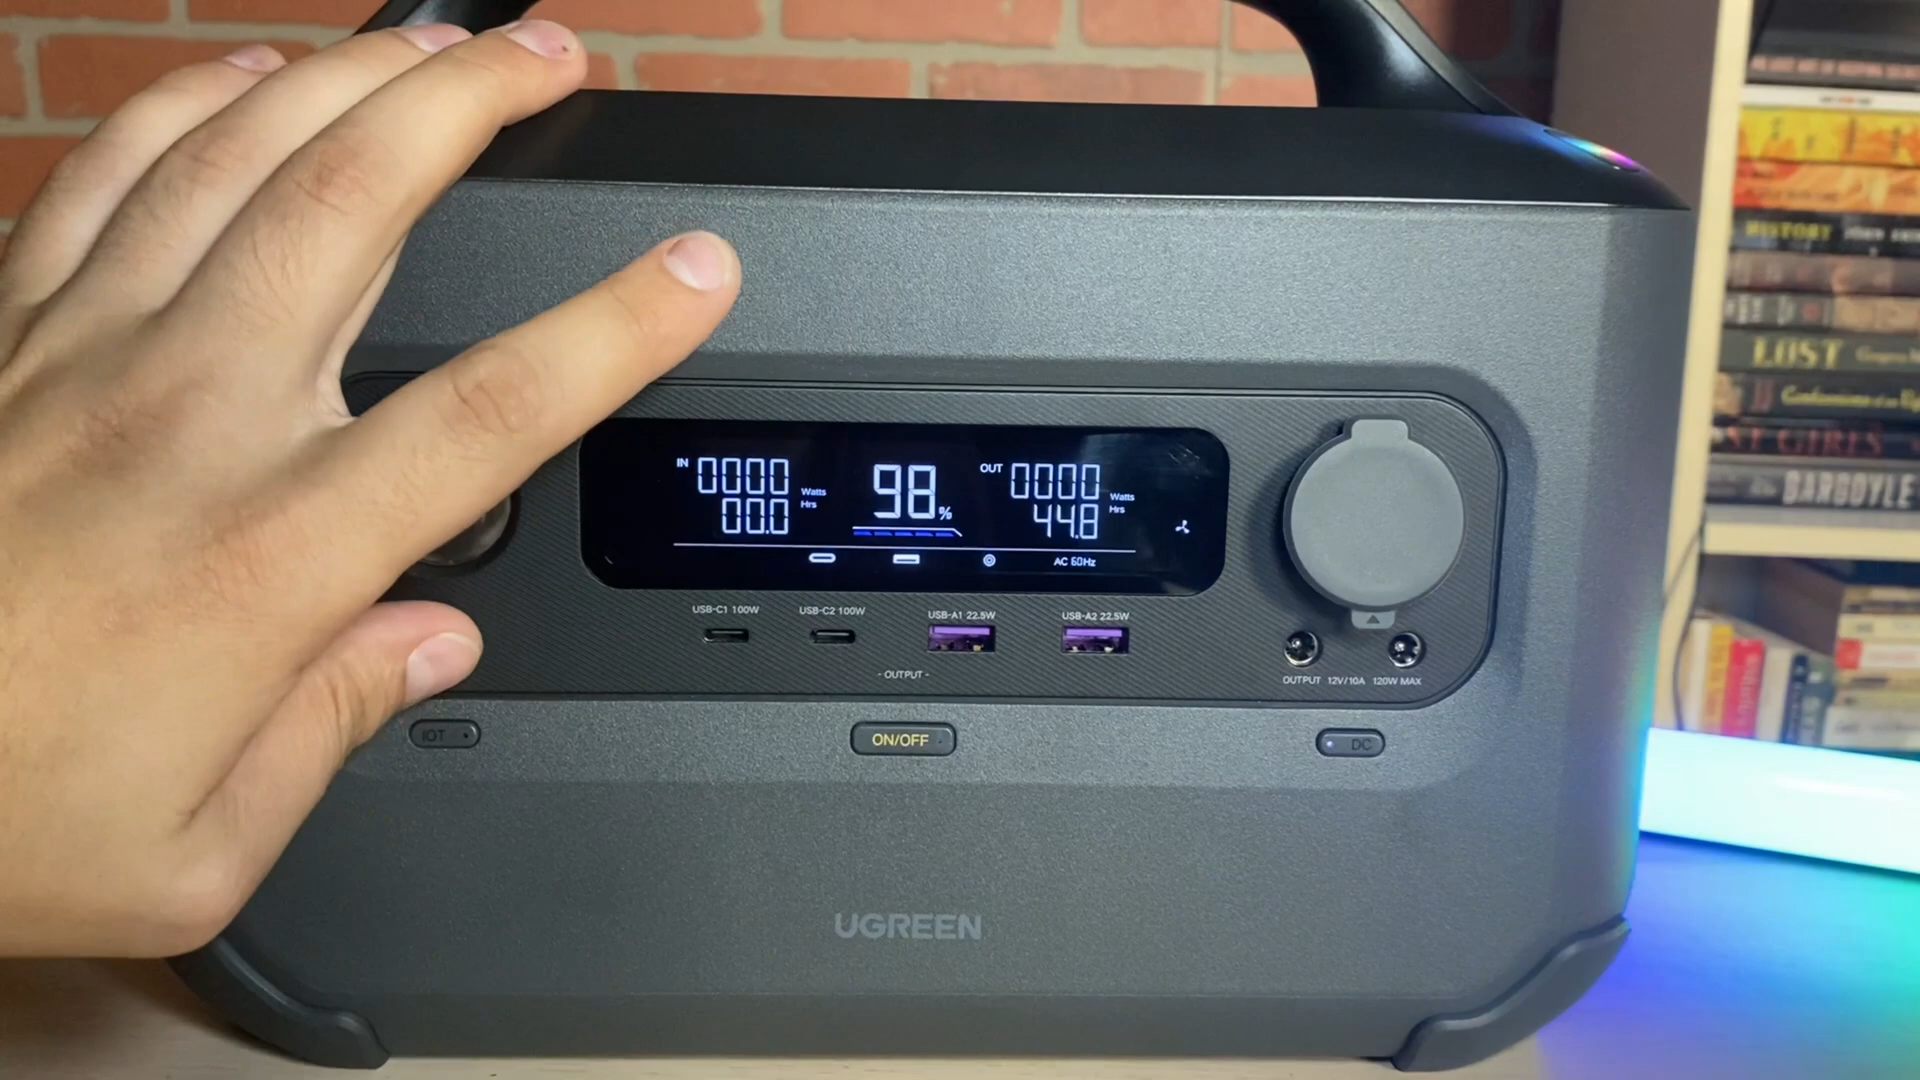 IN 0000 Watts
00.0 Hrs
98%
OUT 0000 Watts
44.8 Hrs
AC 60Hz
USB-C1 100W
USB-C2 100W
USB-A1 22.5W
USB-A2 22.5W
- OUTPUT -
OUTPUT 12V/10A 120W MAX
IOT
ON/OFF
DC
UGREEN
HISTORY
LOST
GIRLS
GARGOYLE